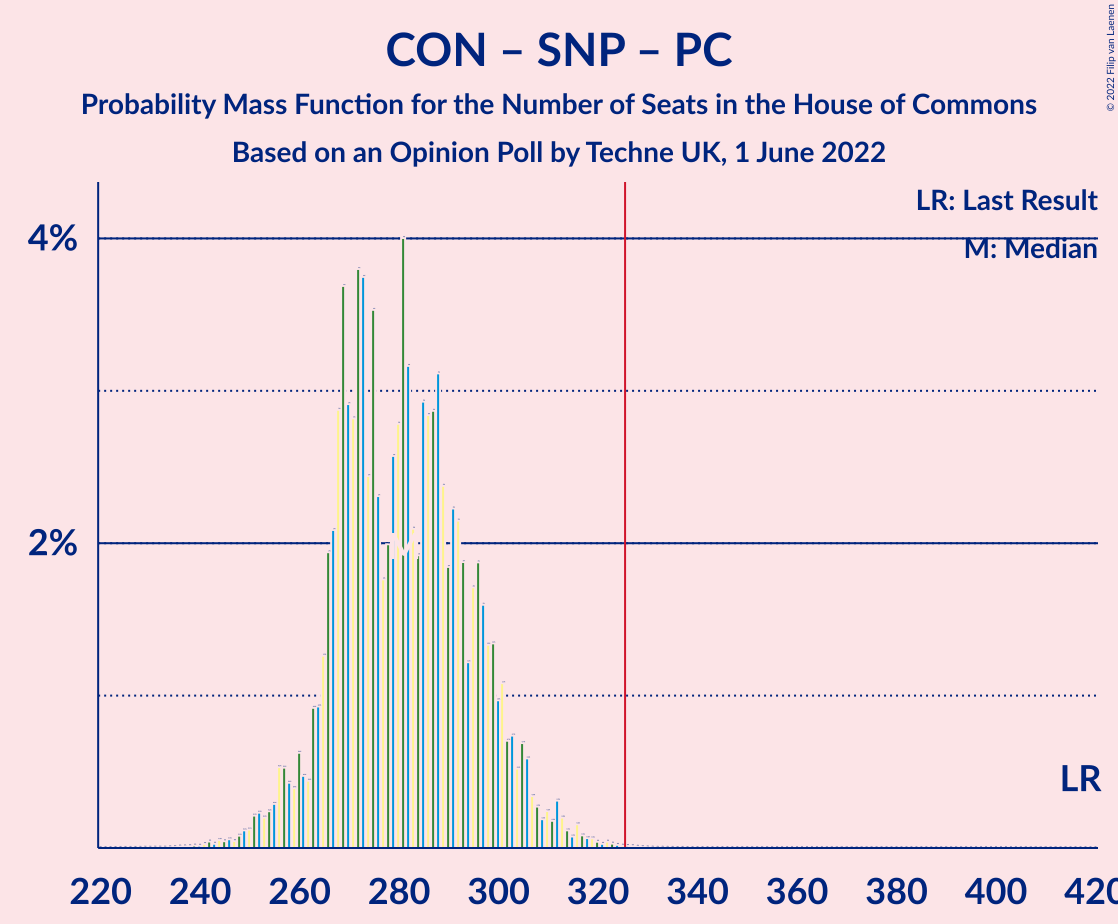 CON – SNP – PC
Probability Mass Function for the Number of Seats in the House of Commons
Based on an Opinion Poll by Techne UK, 1 June 2022
© 2022 Filip van Laenen
LR: Last Result
M: Median
4%
2%
M
LR
220 240 260 280 300 320 340 360 380 400 420